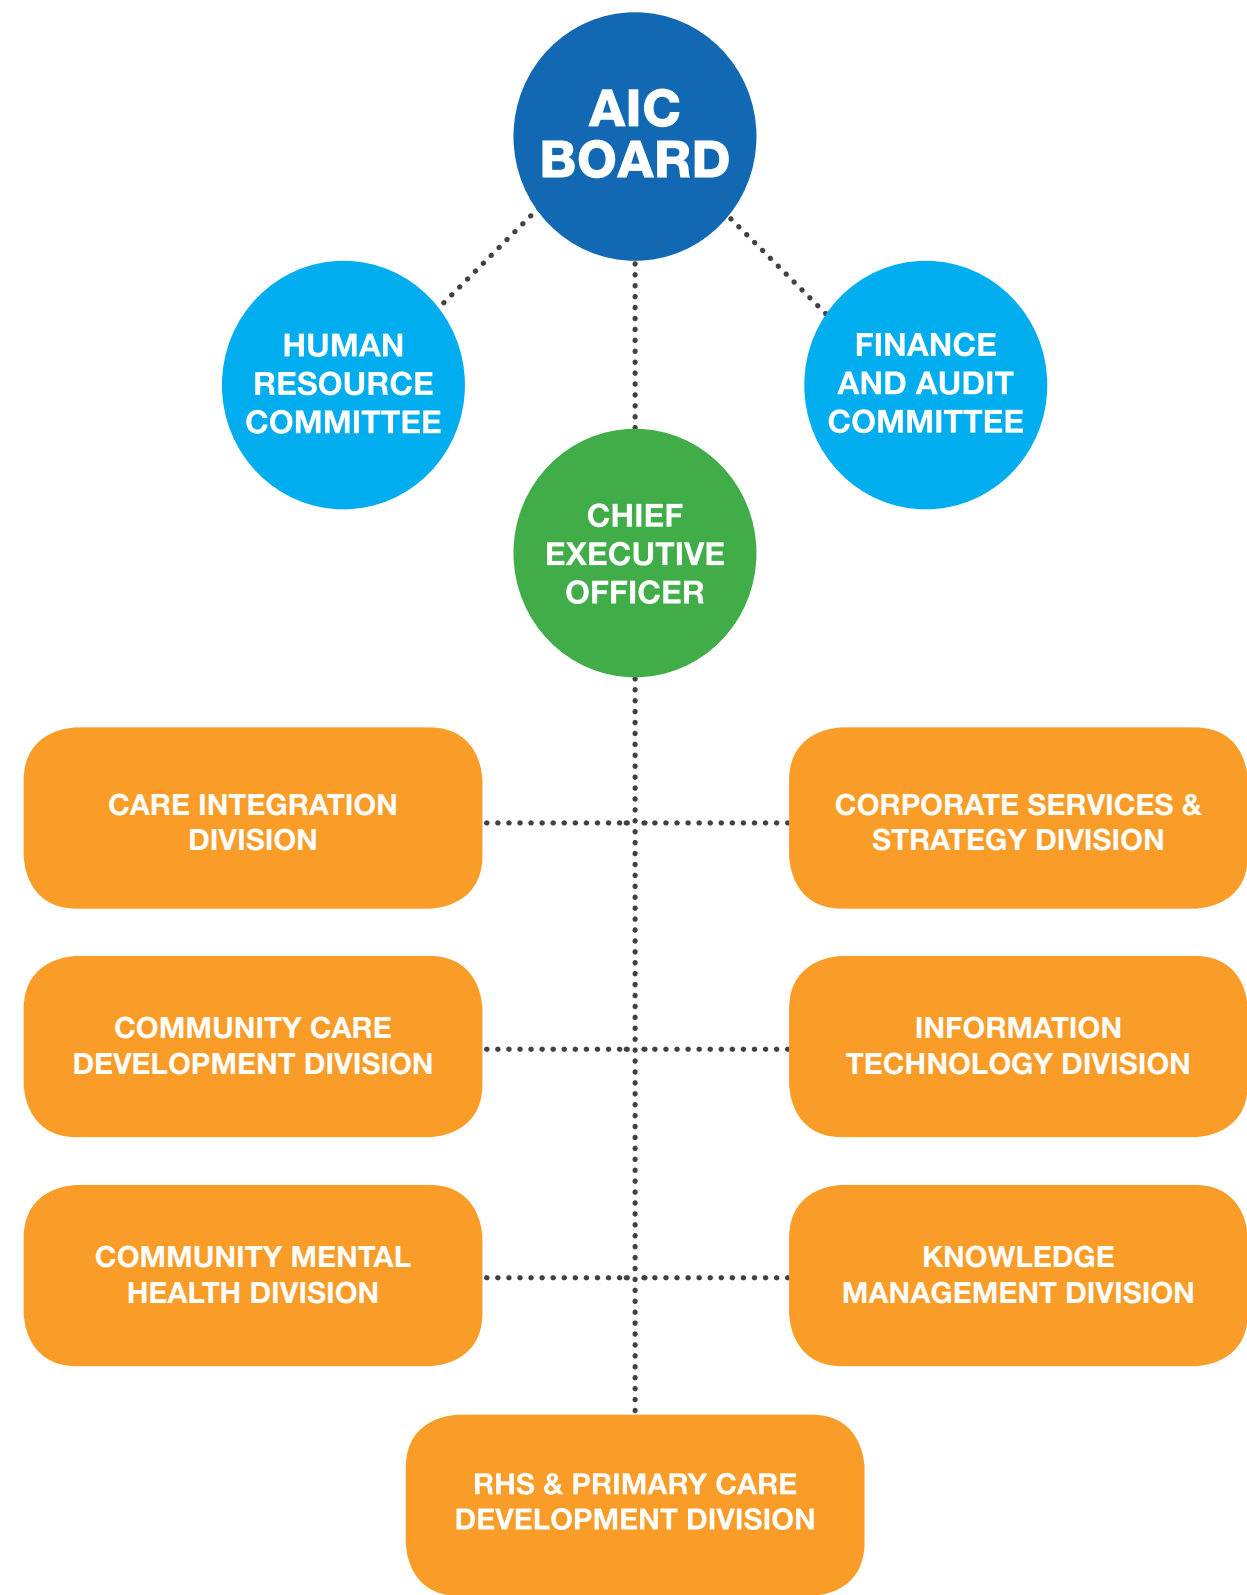 AIC
BOARD
HUMAN
RESOURCE
COMMITTEE
FINANCE
AND AUDIT
COMMITTEE
CHIEF
EXECUTIVE
OFFICER
CARE INTEGRATION
DIVISION
CORPORATE SERVICES &
STRATEGY DIVISION
COMMUNITY CARE
DEVELOPMENT DIVISION
INFORMATION
TECHNOLOGY DIVISION
COMMUNITY MENTAL
HEALTH DIVISION
KNOWLEDGE
MANAGEMENT DIVISION
RHS & PRIMARY CARE
DEVELOPMENT DIVISION